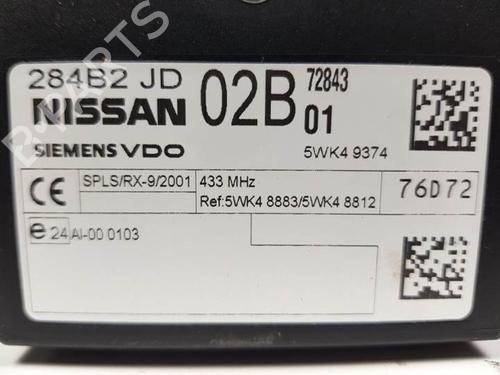 284B2 JD 02B 72843
NISSAN 01
SIEMENS VDO 5WK4 9374
CE SPLS/RX-9/2001 433 MHz 76D72
Ref:5WK4 8883/5WK4 8812
e 24 AI-00 0103
B-PARTS